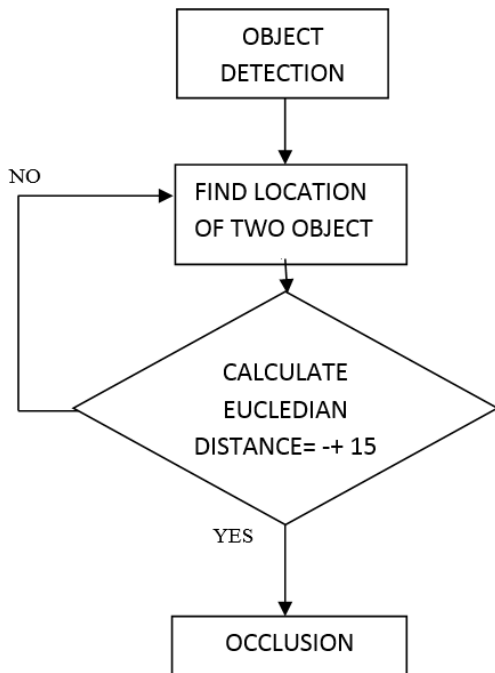 OBJECT
DETECTION
NO
FIND LOCATION
OF TWO OBJECT
CALCULATE
EUCLEDIAN
DISTANCE= -+ 15
YES
OCCLUSION